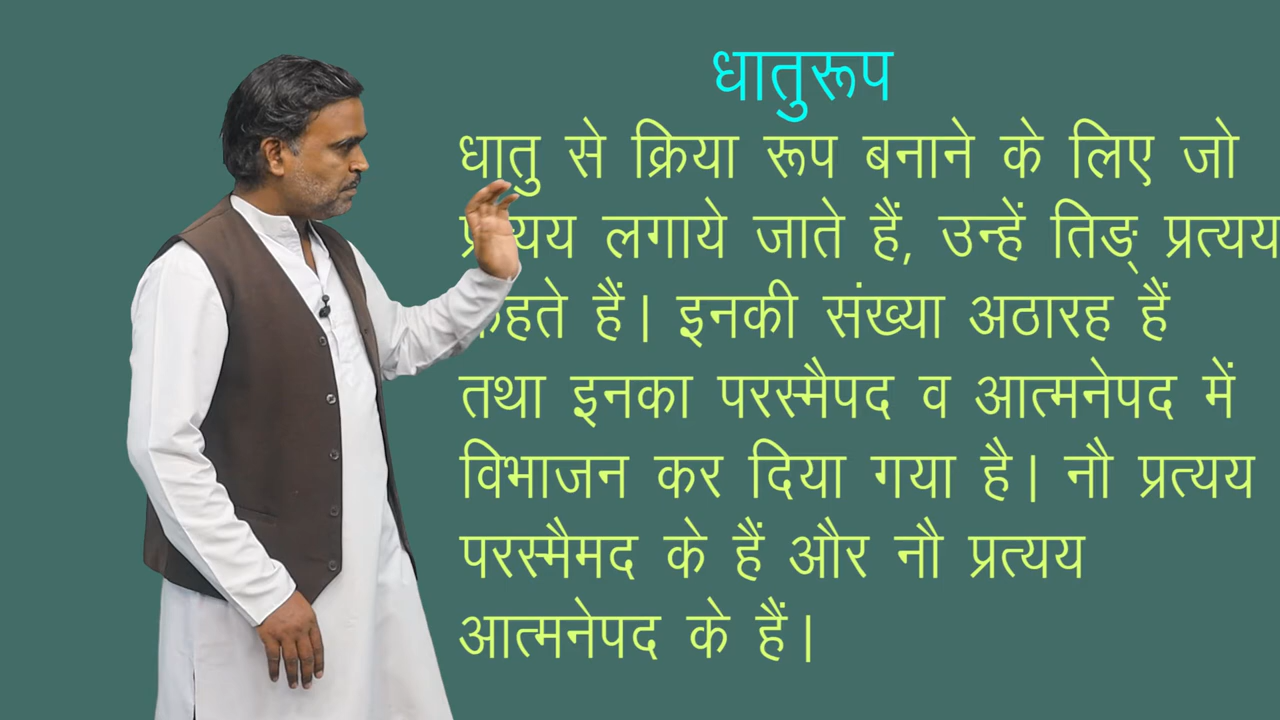 धातुरूप
धातु से क्रिया रूप बनाने के लिए जो
प्रत्यय लगाये जाते हैं, उन्हें तिङ् प्रत्यय
कहते हैं। इनकी संख्या अठारह हैं
तथा इनका परस्मैपद व आत्मनेपद में
विभाजन कर दिया गया है। नौ प्रत्यय
परस्मैमद के हैं और नौ प्रत्यय
आत्मनेपद के हैं।